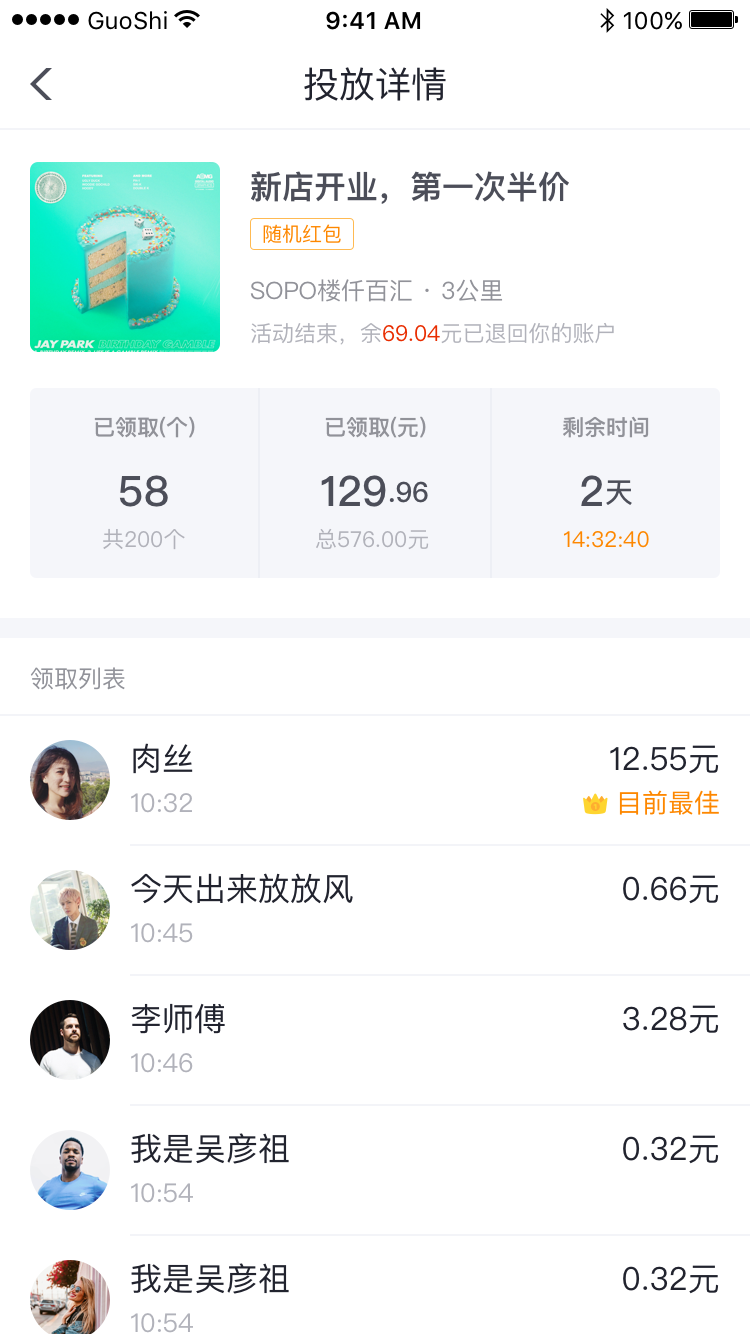 GuoShi 9:41 AM 100%
投放详情
新店开业，第一次半价
随机红包
SOPO楼仟百汇 · 3公里
活动结束，余69.04元已退回你的账户
JAY PARK BIRTHDAY GAMBLE
已领取(个) 已领取(元) 剩余时间
58 129.96 2天
共200个 总576.00元 14:32:40
领取列表
肉丝 12.55元
10:32 目前最佳
今天出来放放风 0.66元
10:45
李师傅 3.28元
10:46
我是吴彦祖 0.32元
10:54
我是吴彦祖 0.32元
10:54